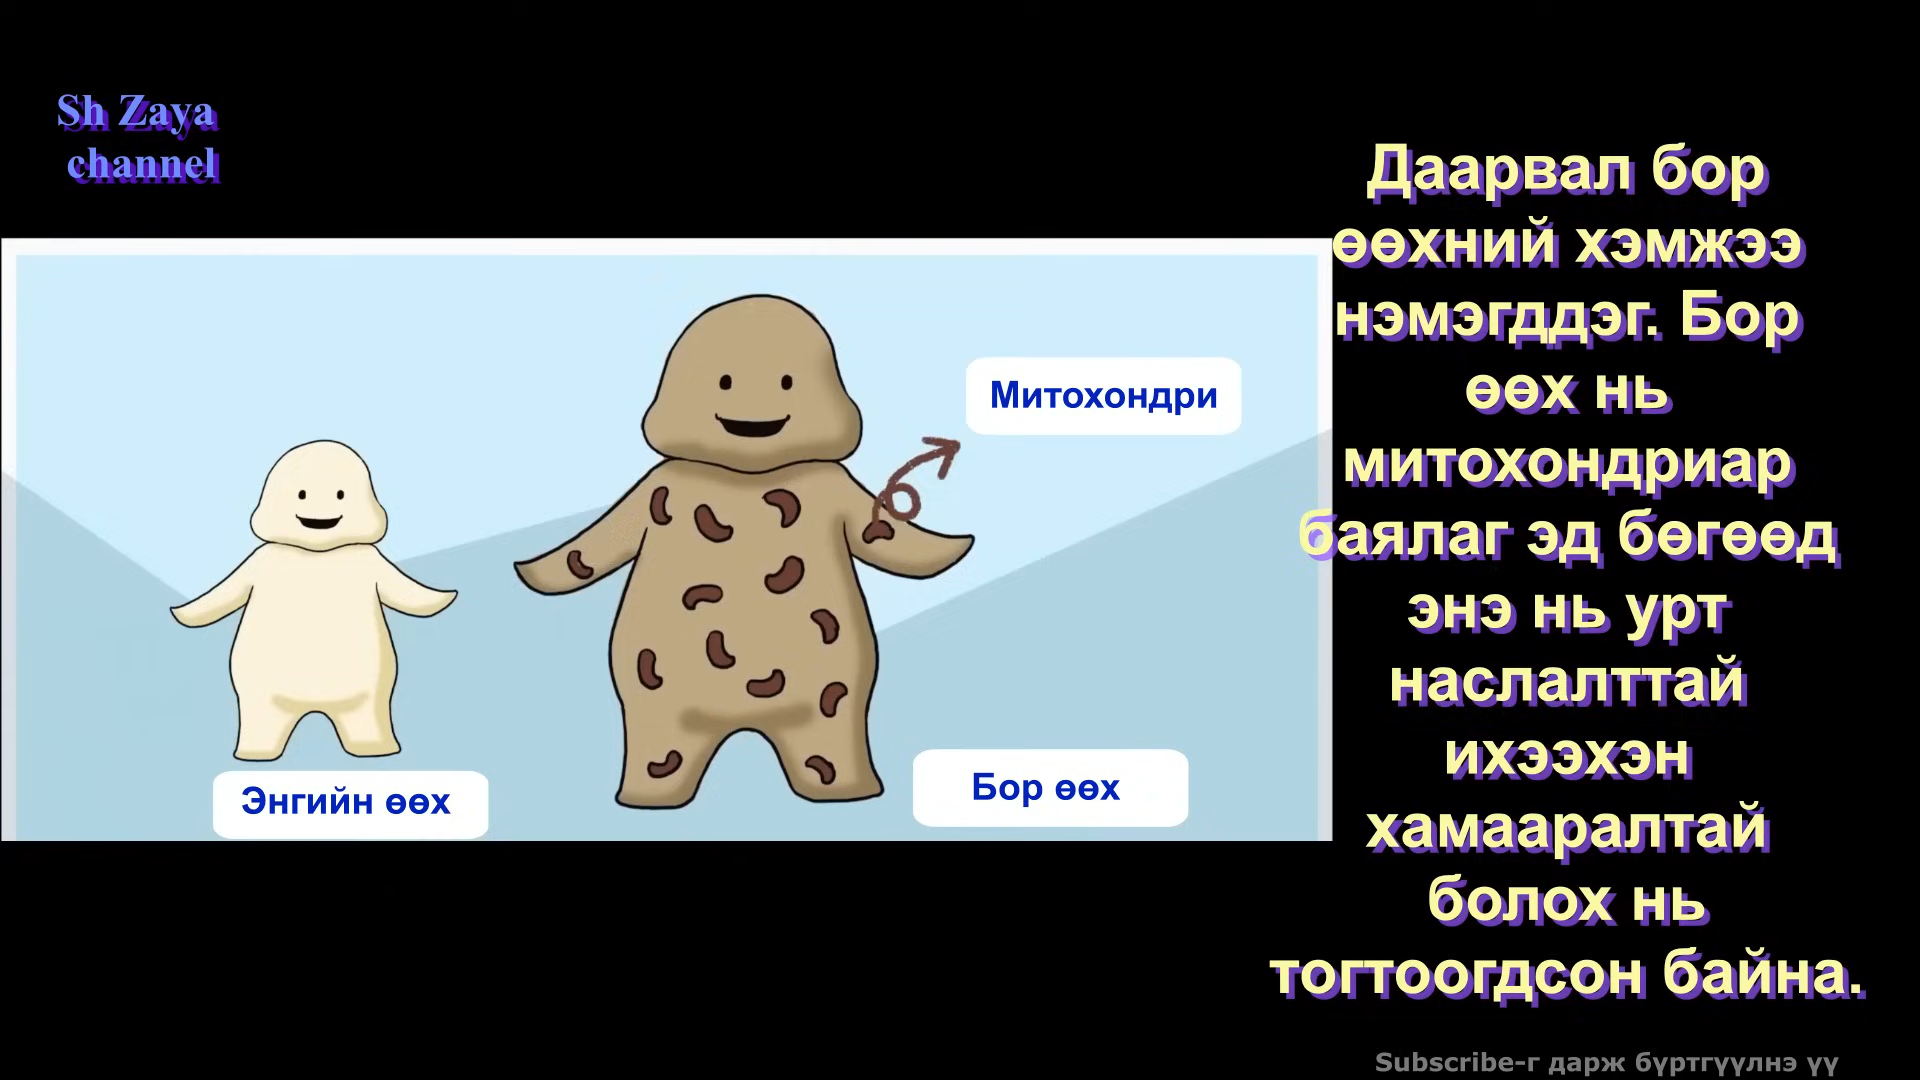 Sh Zaya
channel
Митохондри
Энгийн өөх
Бор өөх
Даарвал бор
өөхний хэмжээ
нэмэгддэг. Бор
өөх нь
митохондриар
баялаг эд бөгөөд
энэ нь урт
наслалттай
ихээхэн
хамааралтай
болох нь
тогтоогдсон байна.
Subscribe-г дарж бүртгүүлнэ үү